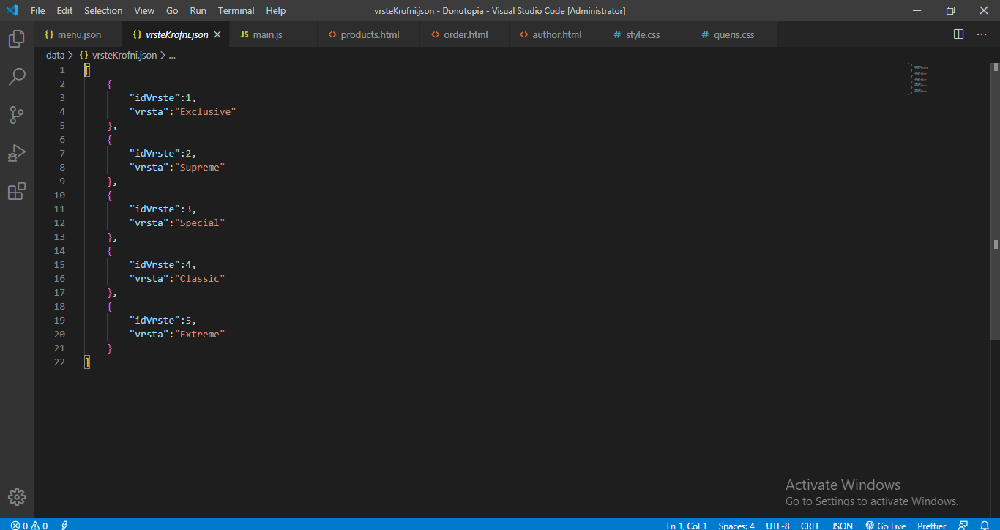 File Edit Selection View Go Run Terminal Help vrsteKrofni.json - Donutopia - Visual Studio Code [Administrator]
{} menu.json {} vrsteKrofni.json JS main.js <> products.html <> order.html <> author.html # style.css # queris.css
data > {} vrsteKrofni.json > ...
1 [
2 {
3 "idVrste":1,
4 "vrsta":"Exclusive"
5 },
6 {
7 "idVrste":2,
8 "vrsta":"Supreme"
9 },
10 {
11 "idVrste":3,
12 "vrsta":"Special"
13 },
14 {
15 "idVrste":4,
16 "vrsta":"Classic"
17 },
18 {
19 "idVrste":5,
20 "vrsta":"Extreme"
21 }
22 ]
Activate Windows
Go to Settings to activate Windows.
0 0 Ln 1, Col 1 Spaces: 4 UTF-8 CRLF JSON Go Live Prettier